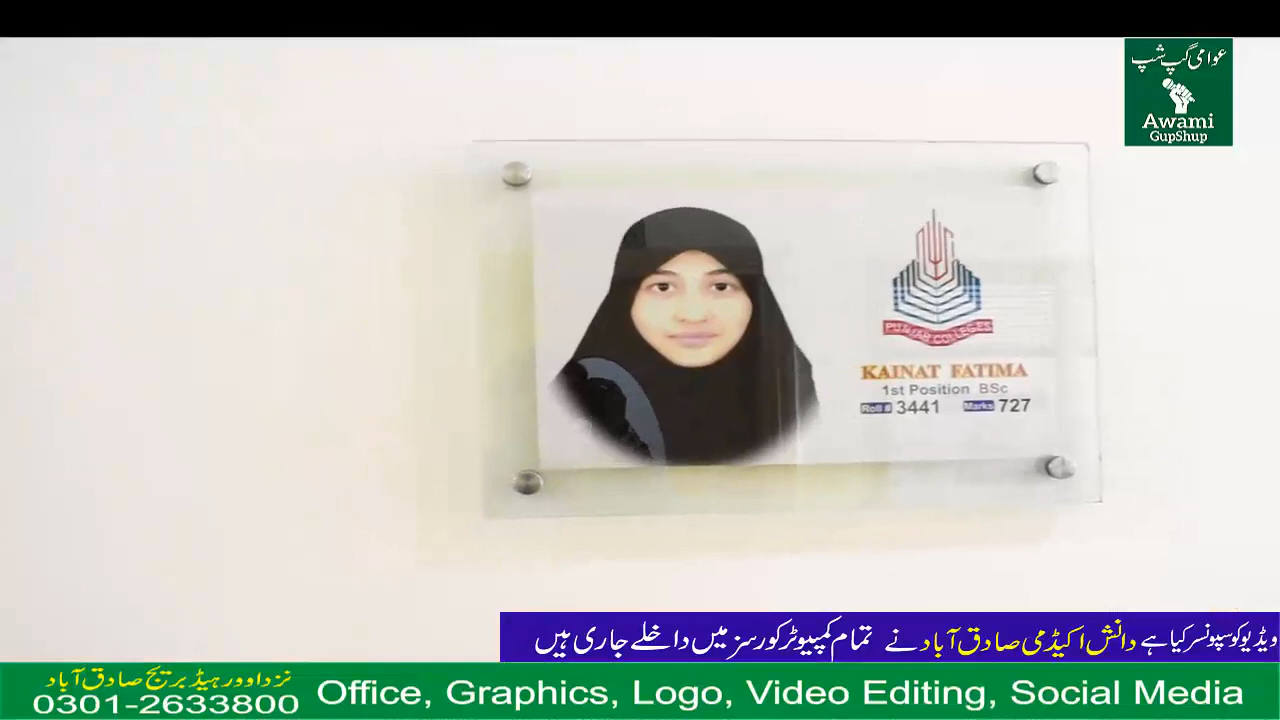 عوامی گپ شپ
Awami
GupShup
PUNJAB COLLEGES
KAINAT FATIMA
1st Position BSc
Roll # 3441 Marks 727
ویڈیو کو سپونسر کیا ہے دانش اکیڈمی صادق آباد نے تمام کمپیوٹر کورسز میں داخلے جاری ہیں
نزد اوور ہیڈ بریج صادق آباد
0301-2633800
Office, Graphics, Logo, Video Editing, Social Media